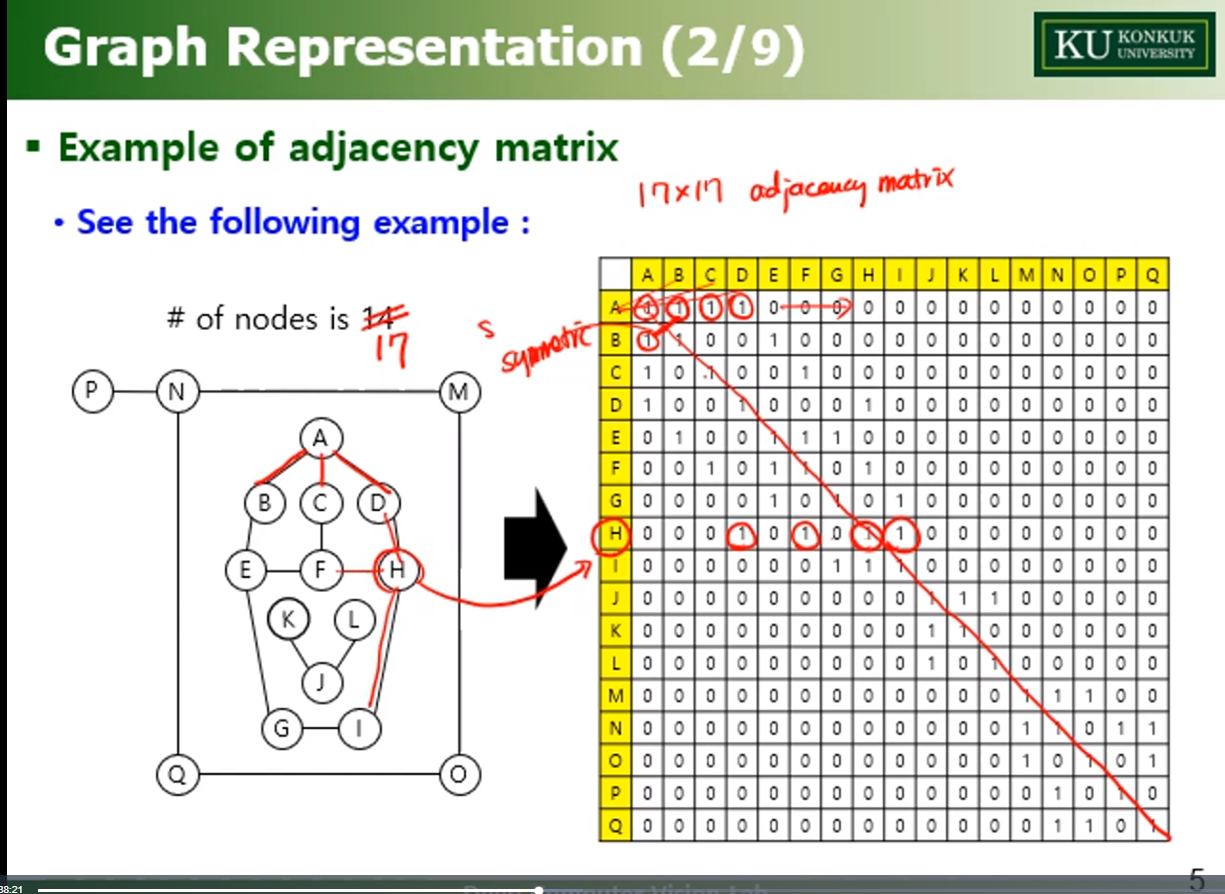 Graph Representation (2/9)
KU KONKUK UNIVERSITY
▪ Example of adjacency matrix
17×17 adjacency matrix
• See the following example :
# of nodes is 14
17
s
symmetric
P N M
A
B C D
E F H
K L
J
G I
Q O
A B C D E F G H I J K L M N O P Q
A 1 1 1 1 0 0 0 0 0 0 0 0 0 0 0 0 0
B 1 1 0 0 1 0 0 0 0 0 0 0 0 0 0 0 0
C 1 0 1 0 0 1 0 0 0 0 0 0 0 0 0 0 0
D 1 0 0 1 0 0 0 1 0 0 0 0 0 0 0 0 0
E 0 1 0 0 1 1 1 0 0 0 0 0 0 0 0 0 0
F 0 0 1 0 1 1 0 1 0 0 0 0 0 0 0 0 0
G 0 0 0 0 1 0 1 0 1 0 0 0 0 0 0 0 0
H 0 0 0 1 0 1 0 1 1 0 0 0 0 0 0 0 0
I 0 0 0 0 0 0 1 1 1 0 0 0 0 0 0 0 0
J 0 0 0 0 0 0 0 0 0 1 1 1 0 0 0 0 0
K 0 0 0 0 0 0 0 0 0 1 1 0 0 0 0 0 0
L 0 0 0 0 0 0 0 0 0 1 0 1 0 0 0 0 0
M 0 0 0 0 0 0 0 0 0 0 0 0 1 1 1 0 0
N 0 0 0 0 0 0 0 0 0 0 0 0 1 1 0 1 1
O 0 0 0 0 0 0 0 0 0 0 0 0 1 0 1 0 1
P 0 0 0 0 0 0 0 0 0 0 0 0 0 1 0 1 0
Q 0 0 0 0 0 0 0 0 0 0 0 0 0 1 1 0 1
38:21
5